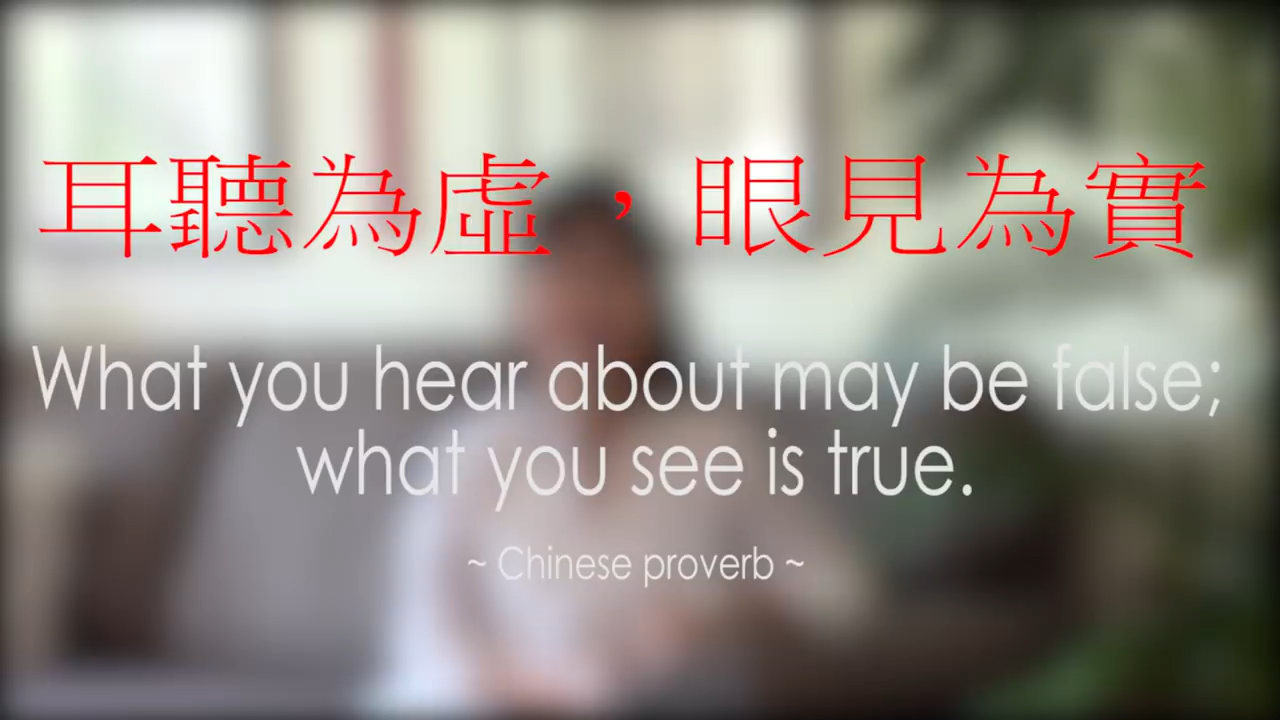 耳聽為虛，眼見為實
What you hear about may be false;
what you see is true.
~ Chinese proverb ~